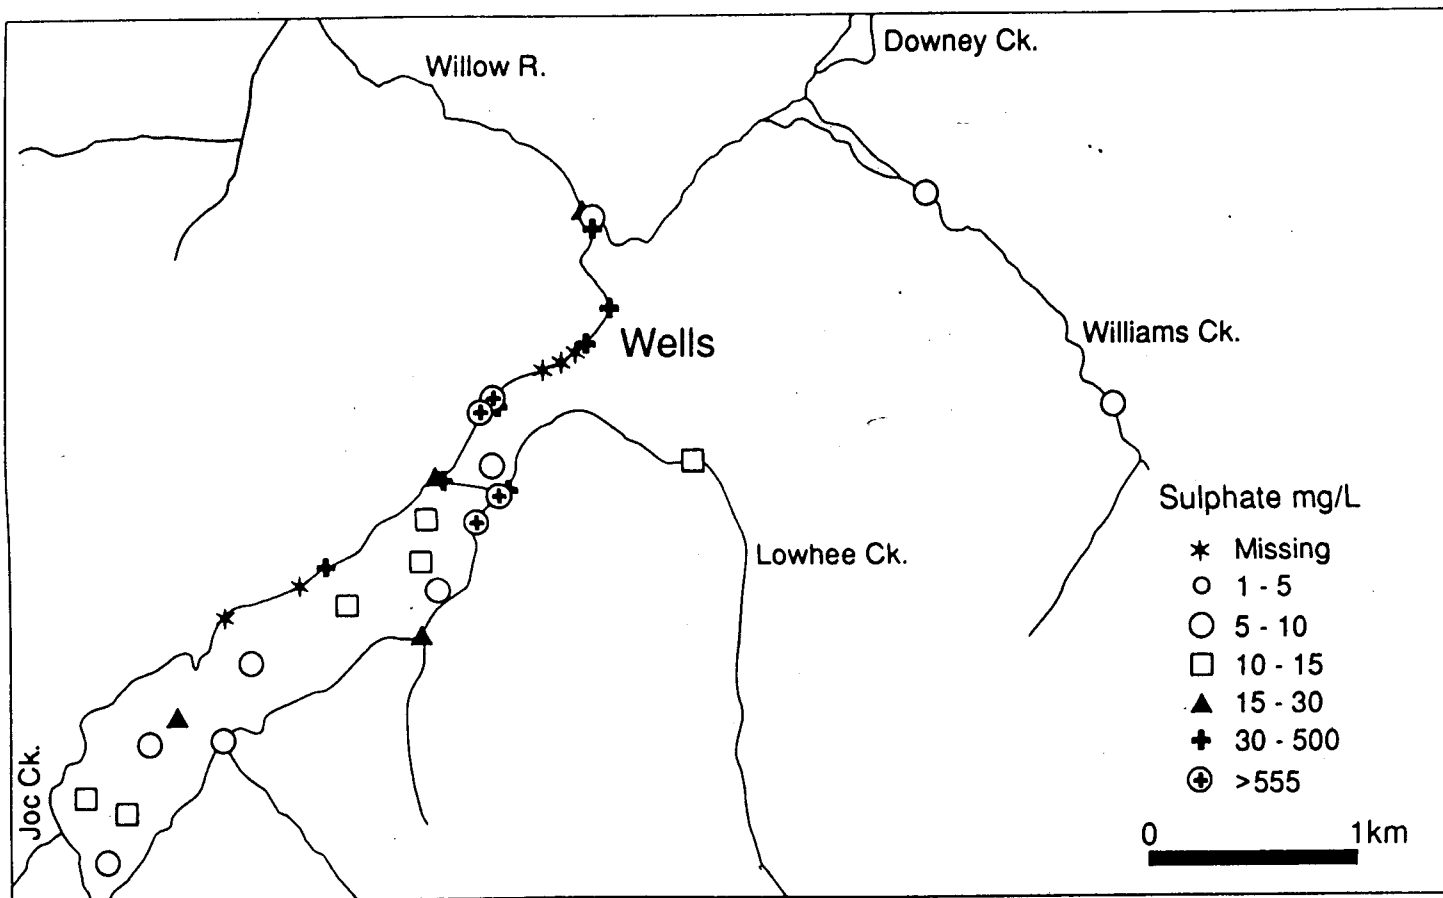 Downey Ck.
Willow R.
Wells
Williams Ck.
Lowhee Ck.
Joc Ck.
Sulphate mg/L
Missing
1 - 5
5 - 10
10 - 15
15 - 30
30 - 500
>555
0 1km